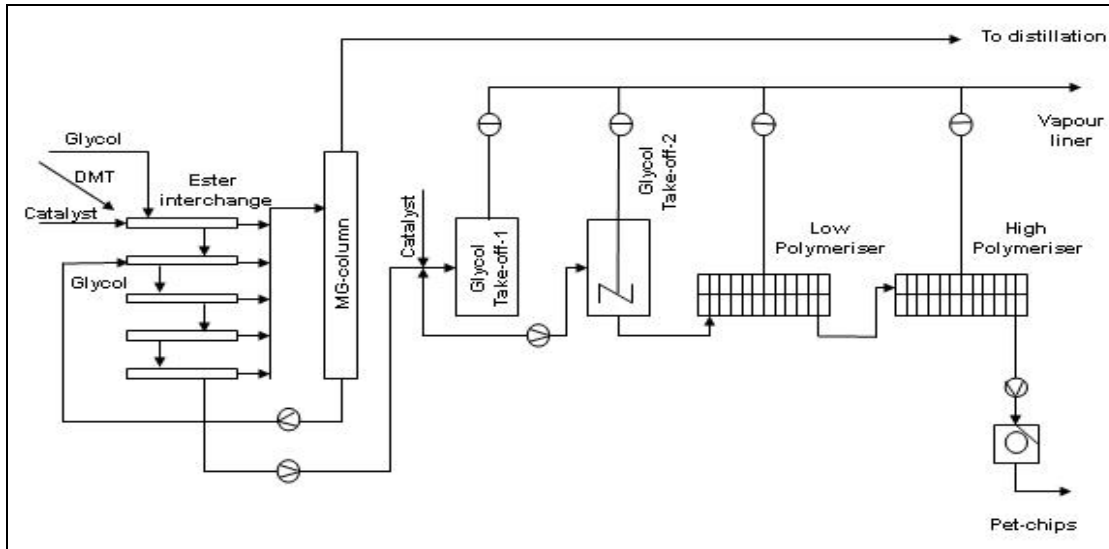 To distillation
Vapour
liner
Glycol
DMT
Catalyst
Ester
interchange
Glycol
MG-column
Catalyst
Glycol
Take-off-1
Glycol
Take-off-2
Low
Polymeriser
High
Polymeriser
Pet-chips